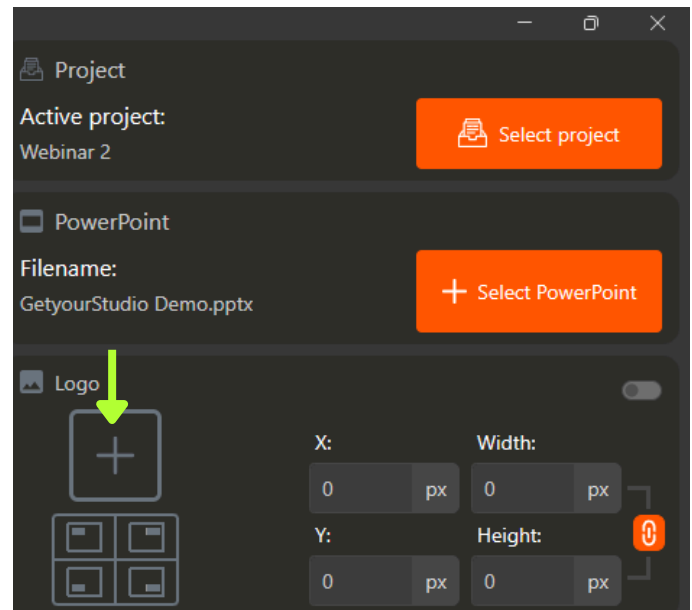 Project
Active project:
Webinar 2
Select project
PowerPoint
Filename:
GetyourStudio Demo.pptx
Select PowerPoint
Logo
X:
Width:
0 px
0 px
Y:
Height:
0 px
0 px